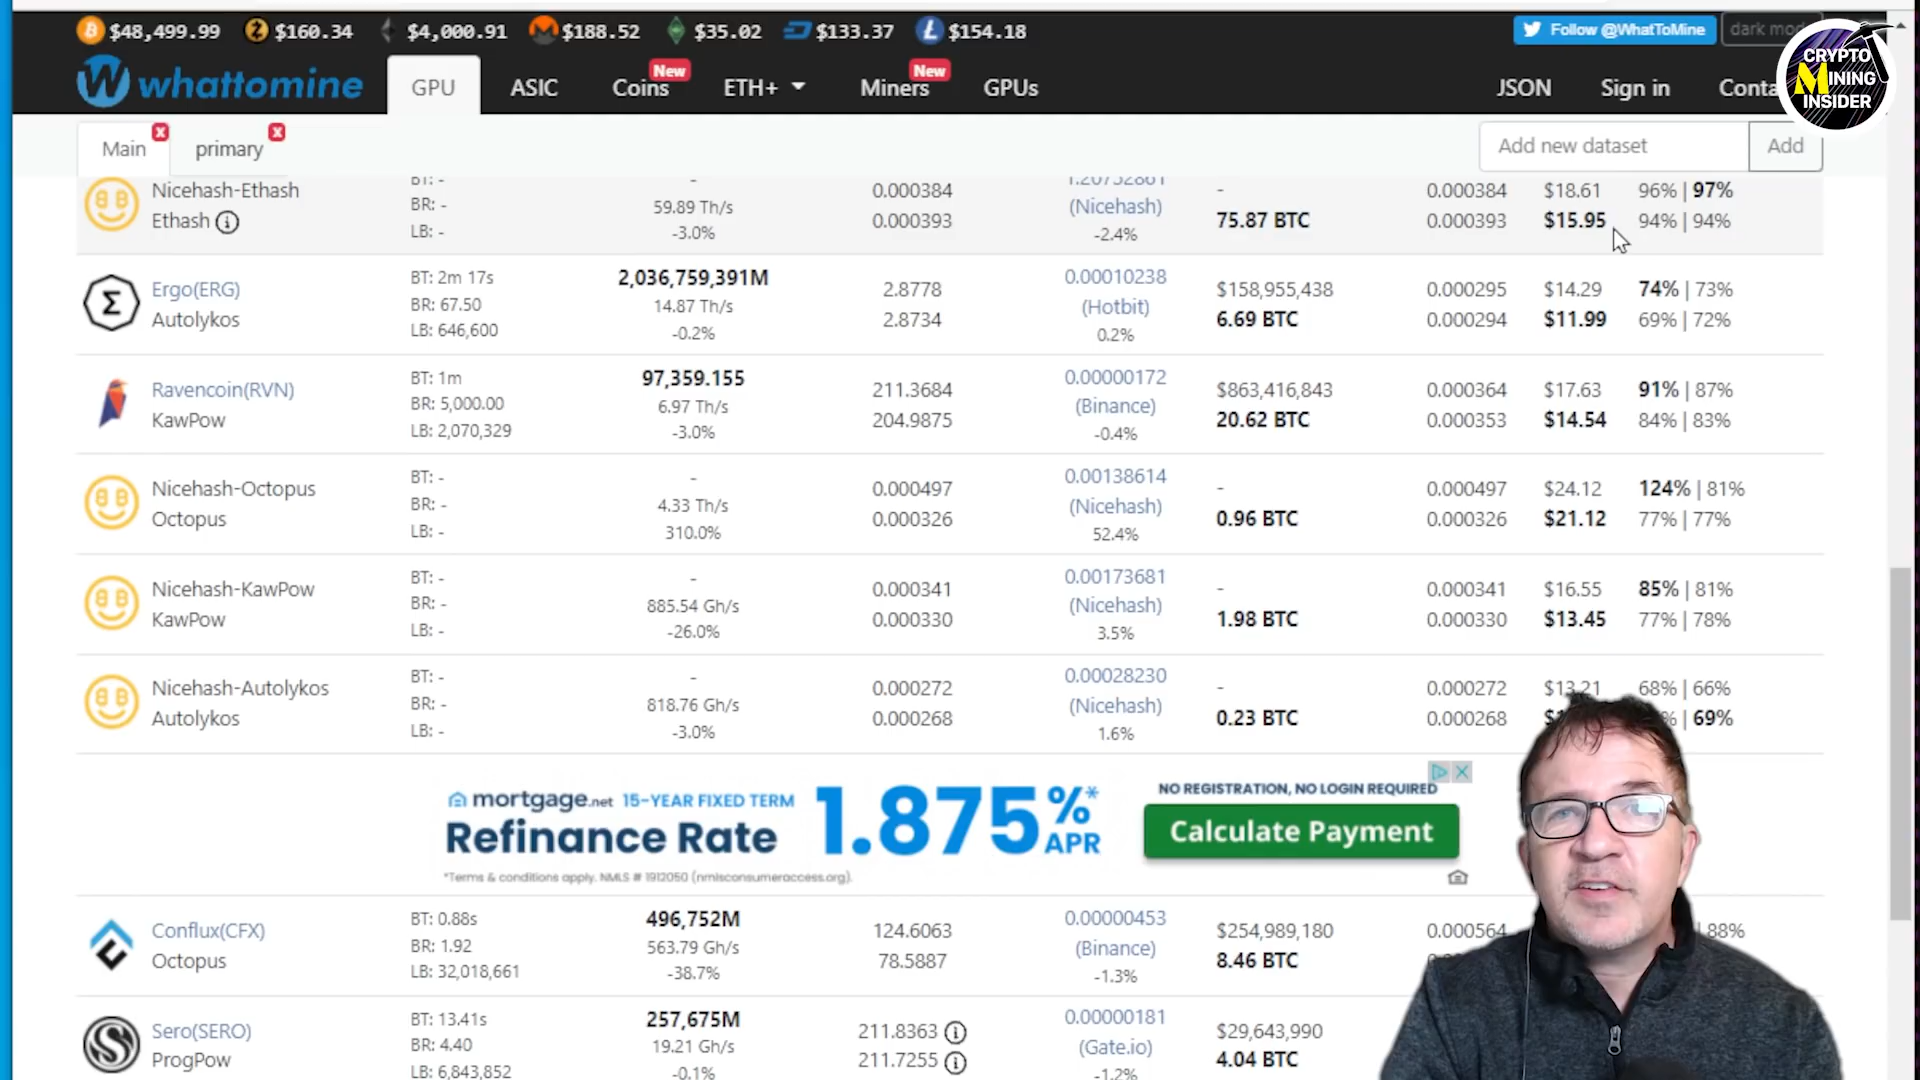 $48,499.99 $160.34 $4,000.91 $188.52 $35.02 $133.37 $154.18 Follow @WhatToMine
CRYPTO
MINING
INSIDER
whattomine GPU ASIC Coins New ETH+ Miners New GPUs JSON Sign in
Main x primary x Add new dataset Add
Nicehash-Ethash
Ethash
BT: -
BR: -
LB: -
-
59.89 Th/s
-3.0%
0.000384
0.000393
(Nicehash)
-2.4%
-
75.87 BTC
0.000384
0.000393
$18.61
$15.95
96% | 97%
94% | 94%
Ergo(ERG)
Autolykos
BT: 2m 17s
BR: 67.50
LB: 646,600
2,036,759,391M
14.87 Th/s
-0.2%
2.8778
2.8734
0.00010238
(Hotbit)
0.2%
$158,955,438
6.69 BTC
0.000295
0.000294
$14.29
$11.99
74% | 73%
69% | 72%
Ravencoin(RVN)
KawPow
BT: 1m
BR: 5,000.00
LB: 2,070,329
97,359.155
6.97 Th/s
-3.0%
211.3684
204.9875
0.00000172
(Binance)
-0.4%
$863,416,843
20.62 BTC
0.000364
0.000353
$17.63
$14.54
91% | 87%
84% | 83%
Nicehash-Octopus
Octopus
BT: -
BR: -
LB: -
-
4.33 Th/s
310.0%
0.000497
0.000326
0.00138614
(Nicehash)
52.4%
-
0.96 BTC
0.000497
0.000326
$24.12
$21.12
124% | 81%
77% | 77%
Nicehash-KawPow
KawPow
BT: -
BR: -
LB: -
-
885.54 Gh/s
-26.0%
0.000341
0.000330
0.00173681
(Nicehash)
3.5%
-
1.98 BTC
0.000341
0.000330
$16.55
$13.45
85% | 81%
77% | 78%
Nicehash-Autolykos
Autolykos
BT: -
BR: -
LB: -
-
818.76 Gh/s
-3.0%
0.000272
0.000268
0.00028230
(Nicehash)
1.6%
-
0.23 BTC
0.000272
0.000268
$13.21
68% | 66%
69%
mortgage.net 15-YEAR FIXED TERM
Refinance Rate
1.875%* APR
*Terms & conditions apply. NMLS # 1912050 (nmlsconsumeraccess.org).
NO REGISTRATION, NO LOGIN REQUIRED
Calculate Payment
Conflux(CFX)
Octopus
BT: 0.88s
BR: 1.92
LB: 32,018,661
496,752M
563.79 Gh/s
-38.7%
124.6063
78.5887
0.00000453
(Binance)
-1.3%
$254,989,180
8.46 BTC
0.000564
88%
Sero(SERO)
ProgPow
BT: 13.41s
BR: 4.40
LB: 6,843,852
257,675M
19.21 Gh/s
-0.1%
211.8363
211.7255
0.00000181
(Gate.io)
-1.2%
$29,643,990
4.04 BTC